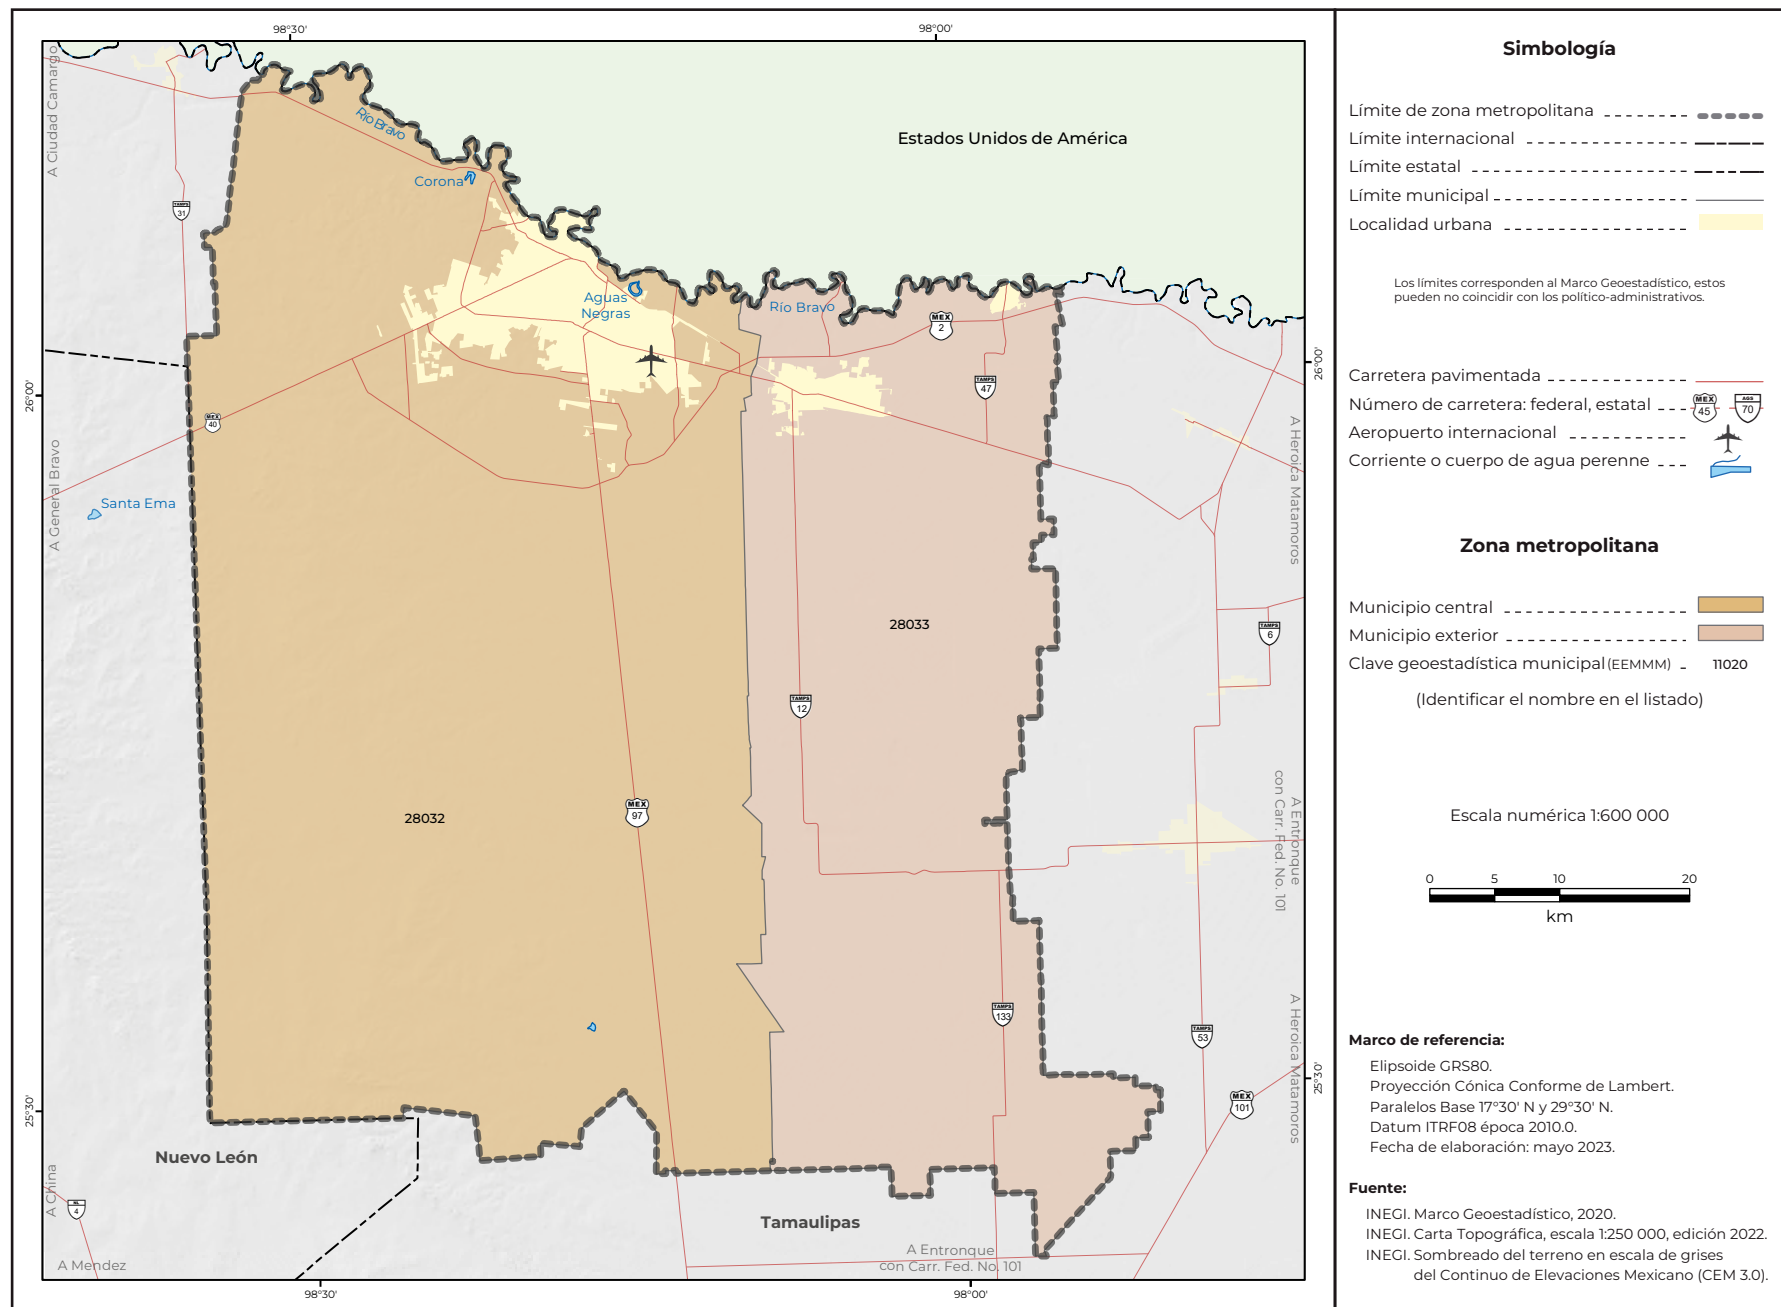 98°30'
98°00'
A Ciudad Camargo
Río Bravo
Estados Unidos de América
Corona
TAMPS
31
Aguas
Negras
Río Bravo
MEX
2
TAMPS
47
26°00'
26°00'
MEX
40
A General Bravo
A Heroica Matamoros
Santa Ema
28033
TAMPS
6
TAMPS
12
28032
MEX
97
A Entronque
con Carr. Fed. No. 101
TAMPS
133
TAMPS
53
A Heroica Matamoros
MEX
101
25°30'
25°30'
Nuevo León
A China
NL
4
Tamaulipas
A Mendez
A Entronque
con Carr. Fed. No. 101
98°30'
98°00'
Simbología
Límite de zona metropolitana
Límite internacional
Límite estatal
Límite municipal
Localidad urbana
Los límites corresponden al Marco Geoestadístico, estos
pueden no coincidir con los político-administrativos.
Carretera pavimentada
Número de carretera: federal, estatal
MEX
45
AGS
70
Aeropuerto internacional
Corriente o cuerpo de agua perenne
Zona metropolitana
Municipio central
Municipio exterior
Clave geoestadística municipal (EEMMM) 11020
(Identificar el nombre en el listado)
Escala numérica 1:600 000
0 5 10 20
km
Marco de referencia:
Elipsoide GRS80.
Proyección Cónica Conforme de Lambert.
Paralelos Base 17°30' N y 29°30' N.
Datum ITRF08 época 2010.0.
Fecha de elaboración: mayo 2023.
Fuente:
INEGI. Marco Geoestadístico, 2020.
INEGI. Carta Topográfica, escala 1:250 000, edición 2022.
INEGI. Sombreado del terreno en escala de grises
del Continuo de Elevaciones Mexicano (CEM 3.0).